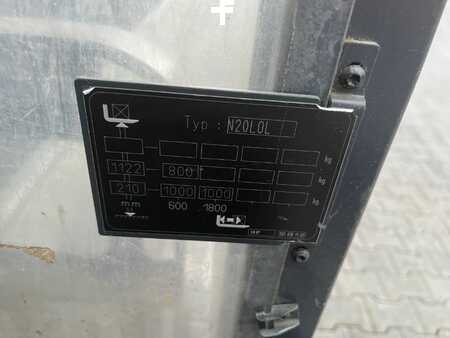 Typ : N20L0L
kg
1122 800 kg
210 1000 1000 kg
mm 600 1800